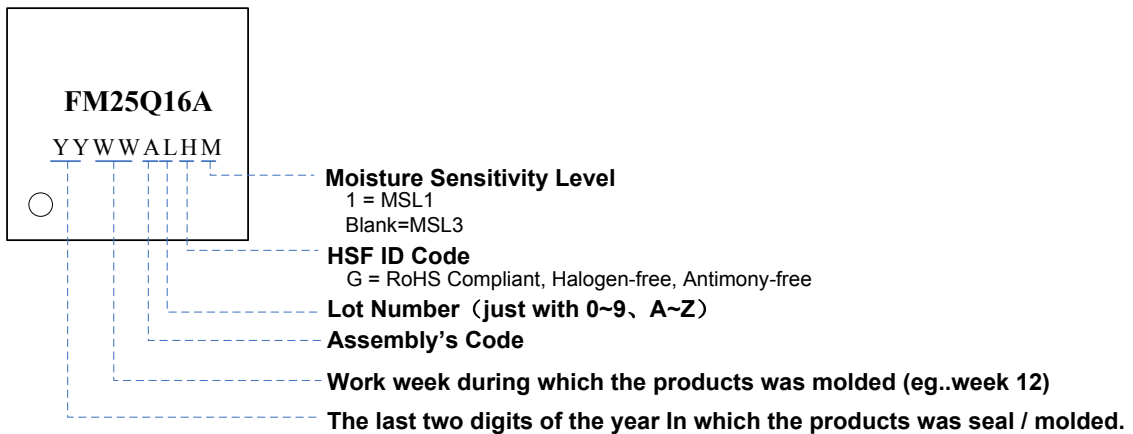 FM25Q16A
YYWWALHM
Moisture Sensitivity Level
1 = MSL1
Blank=MSL3
HSF ID Code
G = RoHS Compliant, Halogen-free, Antimony-free
Lot Number（just with 0~9、A~Z）
Assembly's Code
Work week during which the products was molded (eg..week 12)
The last two digits of the year In which the products was seal / molded.